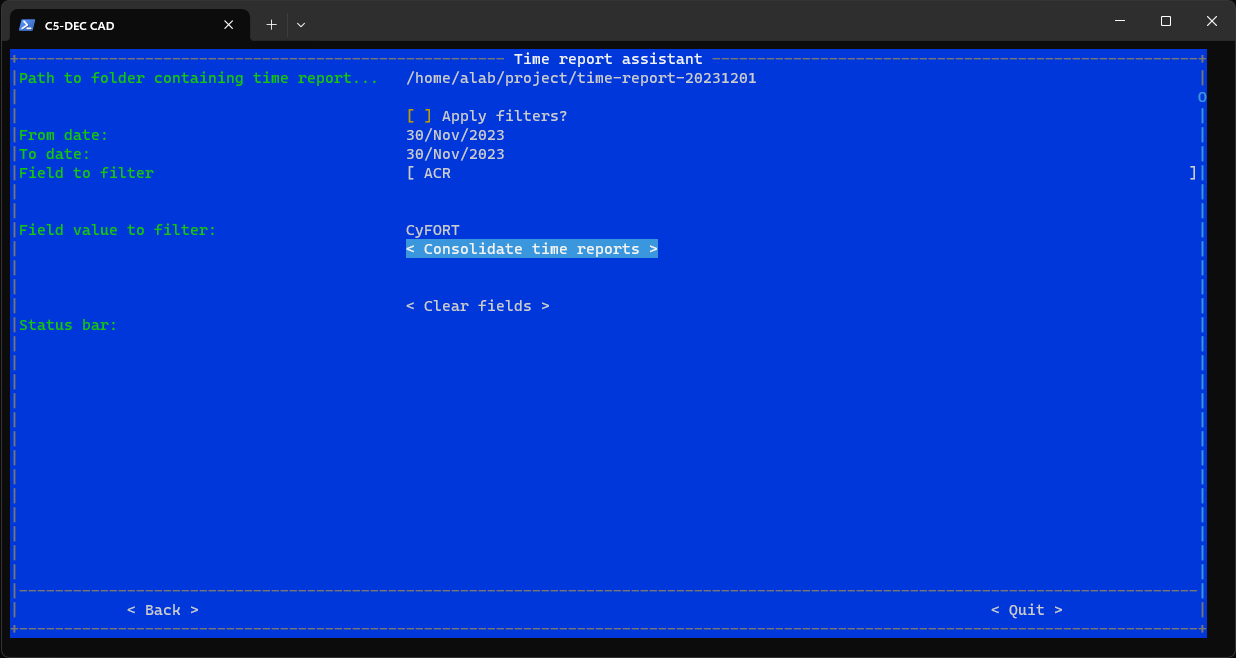 C5-DEC CAD
Time report assistant
Path to folder containing time report... /home/alab/project/time-report-20231201
[ ] Apply filters?
From date: 30/Nov/2023
To date: 30/Nov/2023
Field to filter [ ACR ]
Field value to filter: CyFORT
< Consolidate time reports >
< Clear fields >
Status bar:
< Back > < Quit >